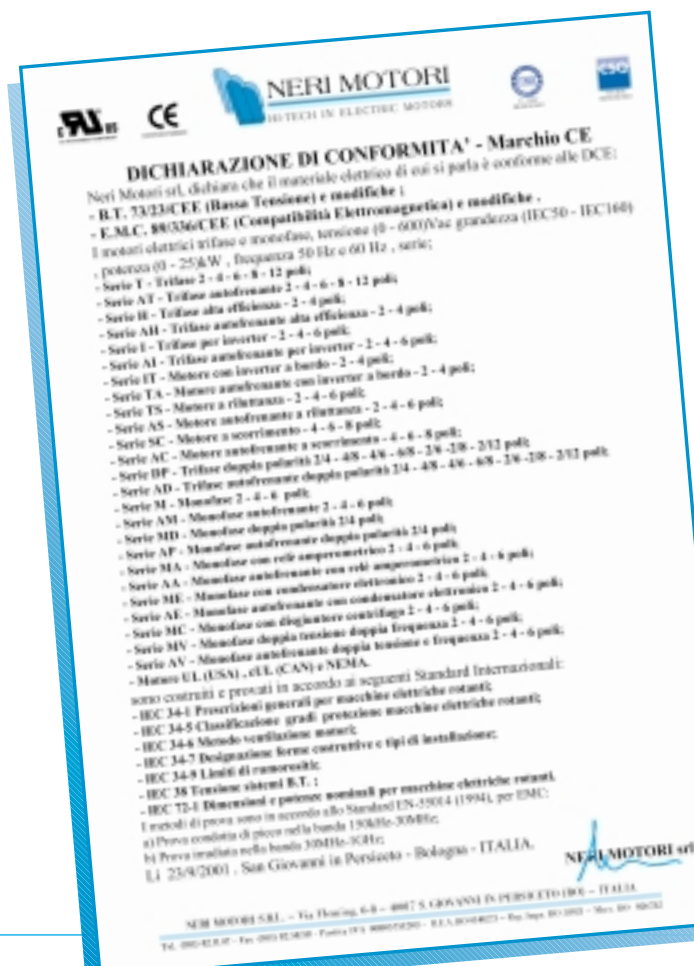 c RU us
CE
NERI MOTORI
HI TECH IN ELECTRIC MOTORS
CSQ
DICHIARAZIONE DI CONFORMITA' - Marchio CE
Neri Motori srl, dichiara che il materiale elettrico di cui si parla è conforme alle DCE:
- B.T. 73/23/CEE (Bassa Tensione) e modifiche ;
- E.M.C. 89/336/CEE (Compatibilità Elettromagnetica) e modifiche .
I motori elettrici trifase e monofase, tensione (0 - 600)Vac grandezza (IEC50 - IEC160)
, potenza (0 - 25)kW , frequenza 50 Hz e 60 Hz , serie;
- Serie T - Trifase 2 - 4 - 6 - 8 - 12 poli;
- Serie AT - Trifase autofrenante 2 - 4 - 6 - 8 - 12 poli;
- Serie H - Trifase alta efficienza - 2 - 4 poli;
- Serie AH - Trifase autofrenante alta efficienza - 2 - 4 poli;
- Serie I - Trifase per inverter - 2 - 4 - 6 poli;
- Serie AI - Trifase autofrenante per inverter - 2 - 4 - 6 poli;
- Serie IT - Motore con inverter a bordo - 2 - 4 poli;
- Serie TA - Motore autofrenante con inverter a bordo - 2 - 4 poli;
- Serie TS - Motore a riluttanza - 2 - 4 - 6 poli;
- Serie AS - Motore autofrenante a riluttanza - 2 - 4 - 6 poli;
- Serie SC - Motore a scorrimento - 4 - 6 - 8 poli;
- Serie AC - Motore autofrenante a scorrimento - 4 - 6 - 8 poli;
- Serie DP - Trifase doppia polarità 2/4 - 4/8 - 4/6 - 6/8 - 2/6 -2/8 - 2/12 poli;
- Serie AD - Trifase autofrenante doppia polarità 2/4 - 4/8 - 4/6 - 6/8 - 2/6 -2/8 - 2/12 poli;
- Serie M - Monofase 2 - 4 - 6 poli;
- Serie AM - Monofase autofrenante 2 - 4 - 6 poli;
- Serie MD - Monofase doppia polarità 2/4 poli;
- Serie AP - Monofase autofrenante doppia polarità 2/4 poli;
- Serie MA - Monofase con relè amperometrico 2 - 4 - 6 poli;
- Serie AA - Monofase autofrenante con relè amperometrico 2 - 4 - 6 poli;
- Serie ME - Monofase con condensatore elettronico 2 - 4 - 6 poli;
- Serie AE - Monofase autofrenante con condensatore elettronico 2 - 4 - 6 poli;
- Serie MC - Monofase con disgiuntore centrifugo 2 - 4 - 6 poli;
- Serie MV - Monofase doppia tensione doppia frequenza 2 - 4 - 6 poli;
- Serie AV - Monofase autofrenante doppia tensione e frequenza 2 - 4 - 6 poli;
- Motore UL (USA) , cUL (CAN) e NEMA.
sono costruiti e provati in accordo ai seguenti Standard Internazionali:
- IEC 34-1 Prescrizioni generali per macchine elettriche rotanti;
- IEC 34-5 Classificazione gradi protezione macchine elettriche rotanti;
- IEC 34-6 Metodo ventilazione motori;
- IEC 34-7 Designazione forme costruttive e tipi di installazione;
- IEC 34-9 Limiti di rumorosità;
- IEC 38 Tensione sistemi B.T. ;
- IEC 72-1 Dimensioni e potenze nominali per macchine elettriche rotanti.
I metodi di prova sono in accordo allo Standard EN-55014 (1994), per EMC:
a) Prova condotta di picco nella banda 150kHz-30MHz;
b) Prova irradiata nella banda 30MHz-1GHz;
Li 23/9/2001 . San Giovanni in Persiceto - Bologna - ITALIA.
NERI MOTORI srl
NERI MOTORI S.R.L. - Via 6-8 - 40017 S. GIOVANNI IN PERSICETO (BO) - ITALIA